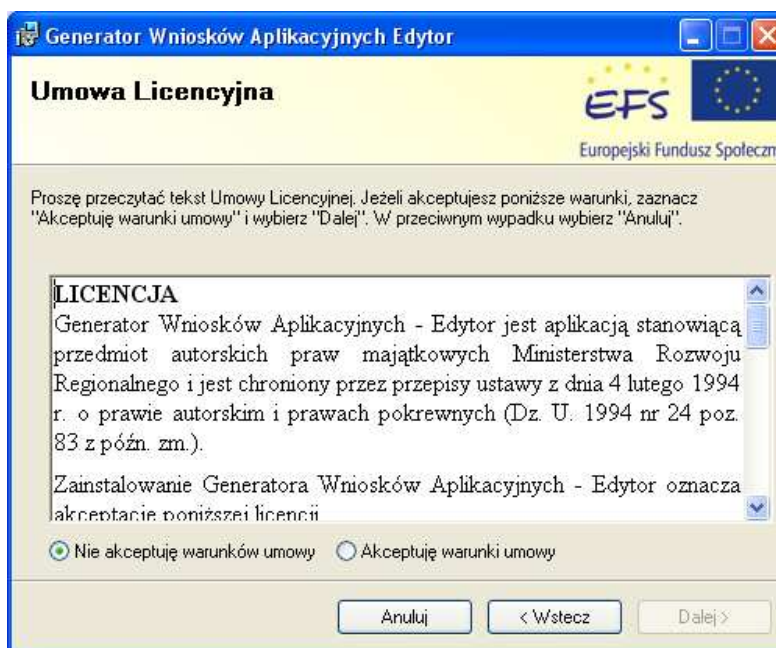 Generator Wniosków Aplikacyjnych Edytor
Umowa Licencyjna
EFS
Europejski Fundusz Społeczn
Proszę przeczytać tekst Umowy Licencyjnej. Jeżeli akceptujesz poniższe warunki, zaznacz
"Akceptuję warunki umowy" i wybierz "Dalej". W przeciwnym wypadku wybierz "Anuluj".
LICENCJA
Generator Wniosków Aplikacyjnych - Edytor jest aplikacją stanowiącą
przedmiot autorskich praw majątkowych Ministerstwa Rozwoju
Regionalnego i jest chroniony przez przepisy ustawy z dnia 4 lutego 1994
r. o prawie autorskim i prawach pokrewnych (Dz. U. 1994 nr 24 poz.
83 z późn. zm.).
Zainstalowanie Generatora Wniosków Aplikacyjnych - Edytor oznacza
akceptację poniższej licencji
Nie akceptuję warunków umowy Akceptuję warunki umowy
Anuluj < Wstecz Dalej >